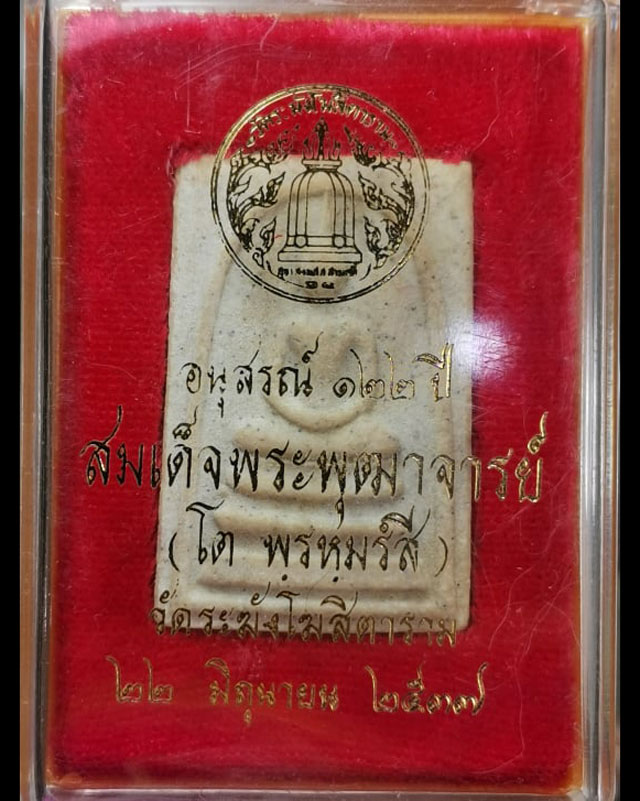 อนุสรณ์ ๑๒๒ ปี
สมเด็จพระพุฒาจารย์
(โต พฺรหฺมรํสี)
วัดระฆังโฆสิตาราม
๒๒ มิถุนายน ๒๕๓๗